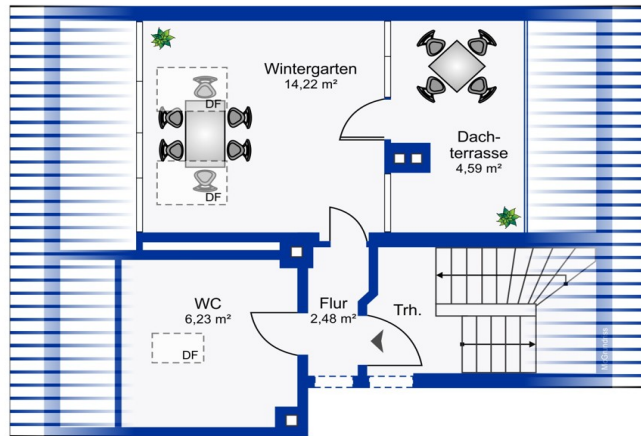 Wintergarten
14,22 m²
DF
DF
Dach-
terrasse
4,59 m²
WC
6,23 m²
DF
Flur
2,48 m²
Trh.